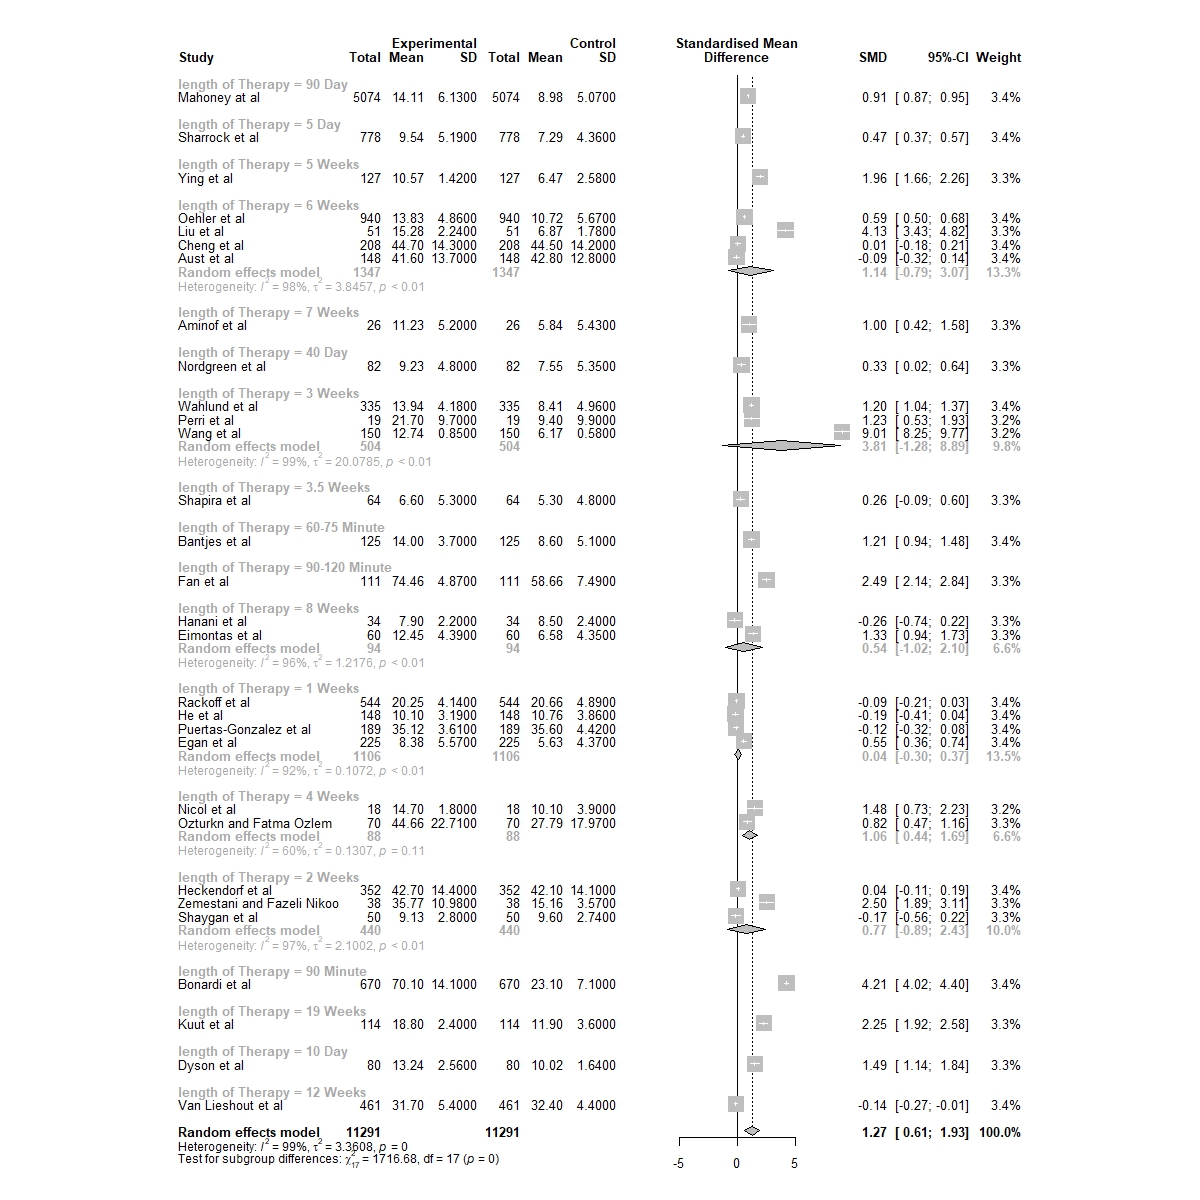 Experimental Control Standardised Mean
Study Total Mean SD Total Mean SD Difference SMD 95%-CI Weight
length of Therapy = 90 Day
Mahoney at al 5074 14.11 6.1300 5074 8.98 5.0700 0.91 [ 0.87; 0.95] 3.4%
length of Therapy = 5 Day
Sharrock et al 778 9.54 5.1900 778 7.29 4.3600 0.47 [ 0.37; 0.57] 3.4%
length of Therapy = 5 Weeks
Ying et al 127 10.57 1.4200 127 6.47 2.5800 1.96 [ 1.66; 2.26] 3.3%
length of Therapy = 6 Weeks
Oehler et al 940 13.83 4.8600 940 10.72 5.6700 0.59 [ 0.50; 0.68] 3.4%
Liu et al 51 15.28 2.2400 51 6.87 1.7800 4.13 [ 3.43; 4.82] 3.3%
Cheng et al 208 44.70 14.3000 208 44.50 14.2000 0.01 [-0.18; 0.21] 3.4%
Aust et al 148 41.60 13.7000 148 42.80 12.8000 -0.09 [-0.32; 0.14] 3.4%
Random effects model 1347 1347 1.14 [-0.79; 3.07] 13.3%
Heterogeneity: I² = 98%, τ² = 3.8457, p < 0.01
length of Therapy = 7 Weeks
Aminof et al 26 11.23 5.2000 26 5.84 5.4300 1.00 [ 0.42; 1.58] 3.3%
length of Therapy = 40 Day
Nordgreen et al 82 9.23 4.8000 82 7.55 5.3500 0.33 [ 0.02; 0.64] 3.3%
length of Therapy = 3 Weeks
Wahlund et al 335 13.94 4.1800 335 8.41 4.9600 1.20 [ 1.04; 1.37] 3.4%
Perri et al 19 21.70 9.7000 19 9.40 9.9000 1.23 [ 0.53; 1.93] 3.2%
Wang et al 150 12.74 0.8500 150 6.17 0.5800 9.01 [ 8.25; 9.77] 3.2%
Random effects model 504 504 3.81 [-1.28; 8.89] 9.8%
Heterogeneity: I² = 99%, τ² = 20.0785, p < 0.01
length of Therapy = 3.5 Weeks
Shapira et al 64 6.60 5.3000 64 5.30 4.8000 0.26 [-0.09; 0.60] 3.3%
length of Therapy = 60-75 Minute
Bantjes et al 125 14.00 3.7000 125 8.60 5.1000 1.21 [ 0.94; 1.48] 3.4%
length of Therapy = 90-120 Minute
Fan et al 111 74.46 4.8700 111 58.66 7.4900 2.49 [ 2.14; 2.84] 3.3%
length of Therapy = 8 Weeks
Hanani et al 34 7.90 2.2000 34 8.50 2.4000 -0.26 [-0.74; 0.22] 3.3%
Eimontas et al 60 12.45 4.3900 60 6.58 4.3500 1.33 [ 0.94; 1.73] 3.3%
Random effects model 94 94 0.54 [-1.02; 2.10] 6.6%
Heterogeneity: I² = 96%, τ² = 1.2176, p < 0.01
length of Therapy = 1 Weeks
Rackoff et al 544 20.25 4.1400 544 20.66 4.8900 -0.09 [-0.21; 0.03] 3.4%
He et al 148 10.10 3.1900 148 10.76 3.8600 -0.19 [-0.41; 0.04] 3.4%
Puertas-Gonzalez et al 189 35.12 3.6100 189 35.60 4.4200 -0.12 [-0.32; 0.08] 3.4%
Egan et al 225 8.38 5.5700 225 5.63 4.3700 0.55 [ 0.36; 0.74] 3.4%
Random effects model 1106 1106 0.04 [-0.30; 0.37] 13.5%
Heterogeneity: I² = 92%, τ² = 0.1072, p < 0.01
length of Therapy = 4 Weeks
Nicol et al 18 14.70 1.8000 18 10.10 3.9000 1.48 [ 0.73; 2.23] 3.2%
Ozturkn and Fatma Ozlem 70 44.66 22.7100 70 27.79 17.9700 0.82 [ 0.47; 1.16] 3.3%
Random effects model 88 88 1.06 [ 0.44; 1.69] 6.6%
Heterogeneity: I² = 60%, τ² = 0.1307, p = 0.11
length of Therapy = 2 Weeks
Heckendorf et al 352 42.70 14.4000 352 42.10 14.1000 0.04 [-0.11; 0.19] 3.4%
Zemestani and Fazeli Nikoo 38 35.77 10.9800 38 15.16 3.5700 2.50 [ 1.89; 3.11] 3.3%
Shaygan et al 50 9.13 2.8000 50 9.60 2.7400 -0.17 [-0.56; 0.22] 3.3%
Random effects model 440 440 0.77 [-0.89; 2.43] 10.0%
Heterogeneity: I² = 97%, τ² = 2.1002, p < 0.01
length of Therapy = 90 Minute
Bonardi et al 670 70.10 14.1000 670 23.10 7.1000 4.21 [ 4.02; 4.40] 3.4%
length of Therapy = 19 Weeks
Kuut et al 114 18.80 2.4000 114 11.90 3.6000 2.25 [ 1.92; 2.58] 3.3%
length of Therapy = 10 Day
Dyson et al 80 13.24 2.5600 80 10.02 1.6400 1.49 [ 1.14; 1.84] 3.3%
length of Therapy = 12 Weeks
Van Lieshout et al 461 31.70 5.4000 461 32.40 4.4000 -0.14 [-0.27; -0.01] 3.4%
Random effects model 11291 11291 1.27 [ 0.61; 1.93] 100.0%
Heterogeneity: I² = 99%, τ² = 3.3608, p = 0
Test for subgroup differences: χ²₁₇ = 1716.68, df = 17 (p = 0)
-5 0 5